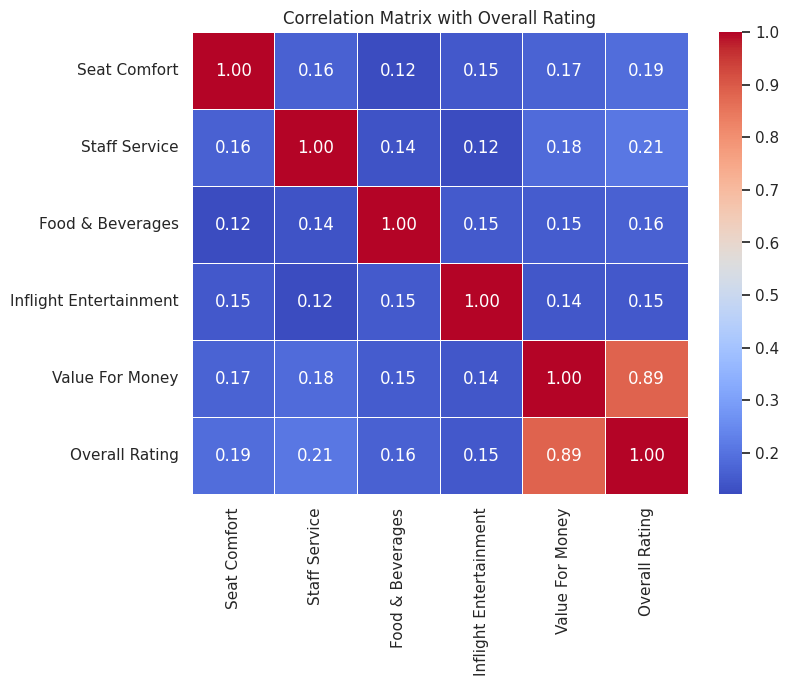 Correlation Matrix with Overall Rating
Seat Comfort 1.00 0.16 0.12 0.15 0.17 0.19
Staff Service 0.16 1.00 0.14 0.12 0.18 0.21
Food & Beverages 0.12 0.14 1.00 0.15 0.15 0.16
Inflight Entertainment 0.15 0.12 0.15 1.00 0.14 0.15
Value For Money 0.17 0.18 0.15 0.14 1.00 0.89
Overall Rating 0.19 0.21 0.16 0.15 0.89 1.00
Seat Comfort
Staff Service
Food & Beverages
Inflight Entertainment
Value For Money
Overall Rating
1.0
0.9
0.8
0.7
0.6
0.5
0.4
0.3
0.2